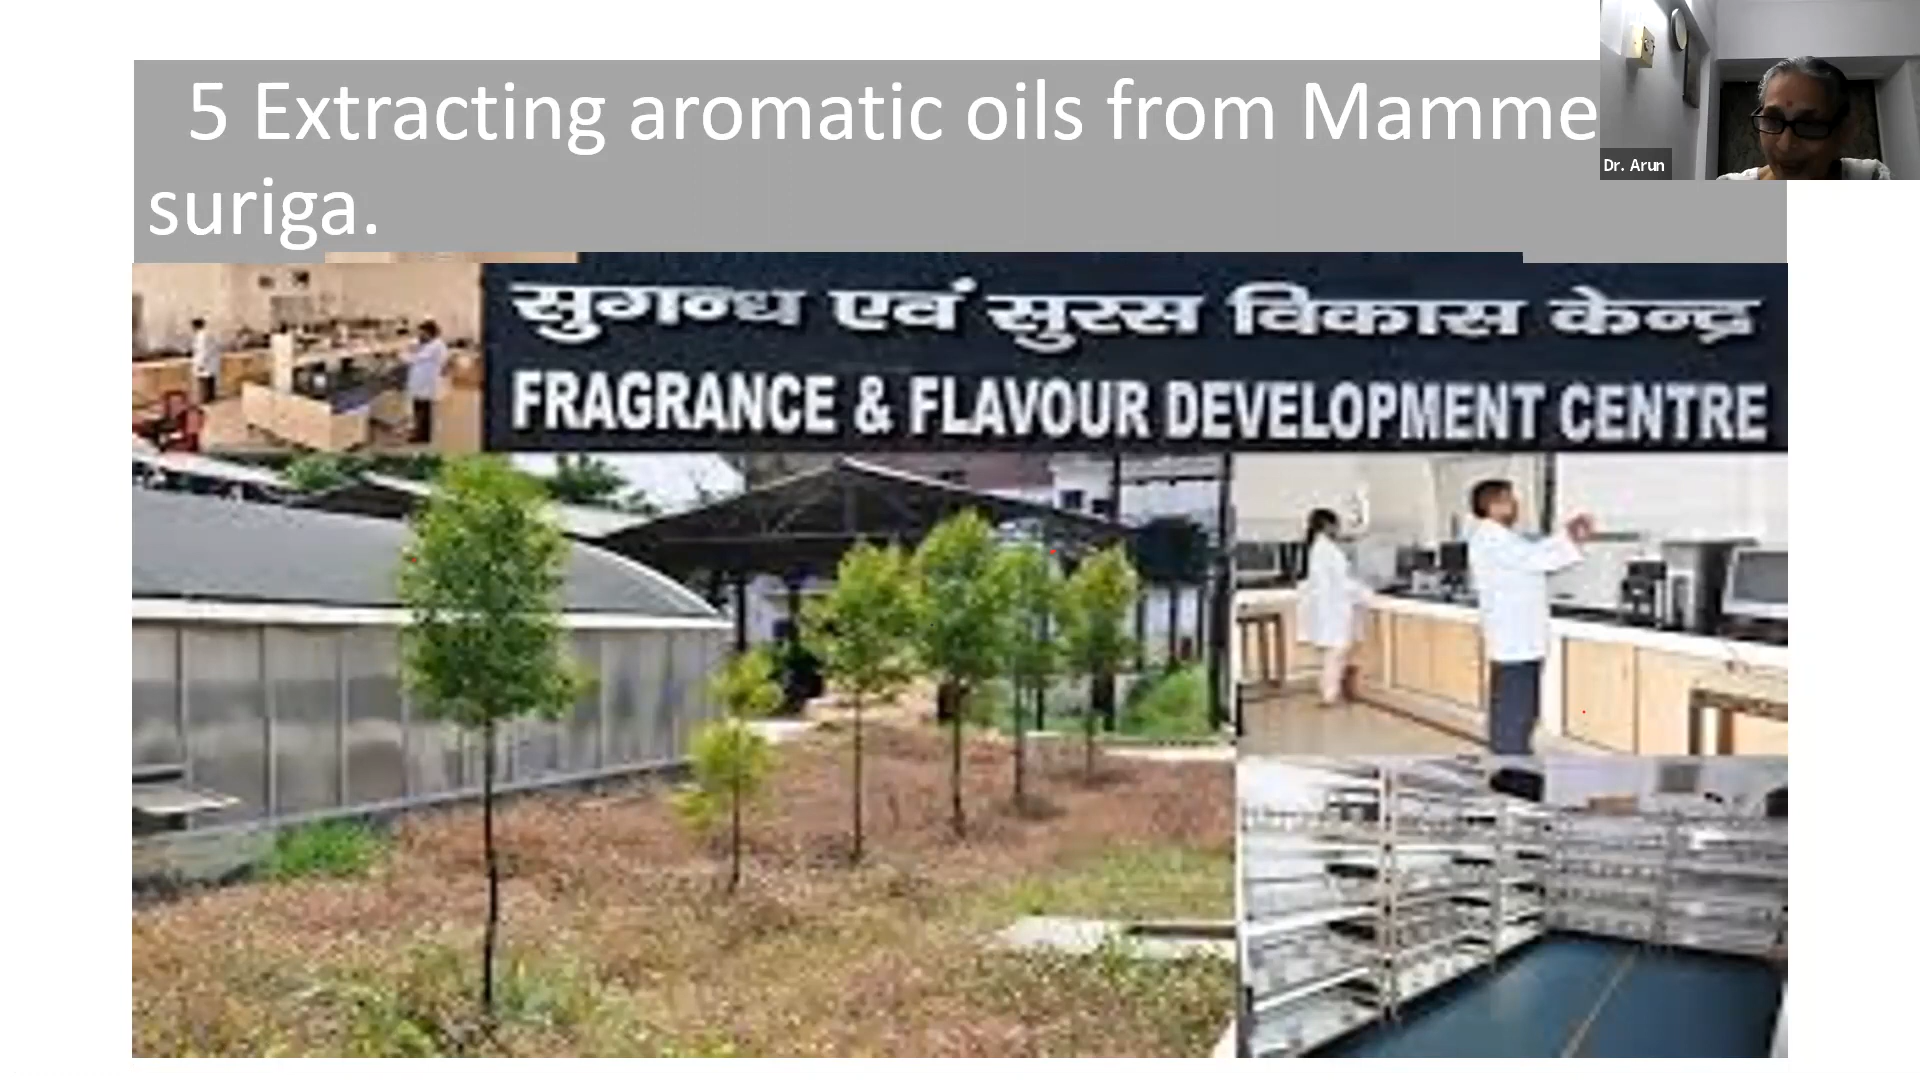 5 Extracting aromatic oils from Mamme
suriga.
Dr. Arun
सुगन्ध एवं सुरस विकास केन्द्र
FRAGRANCE & FLAVOUR DEVELOPMENT CENTRE